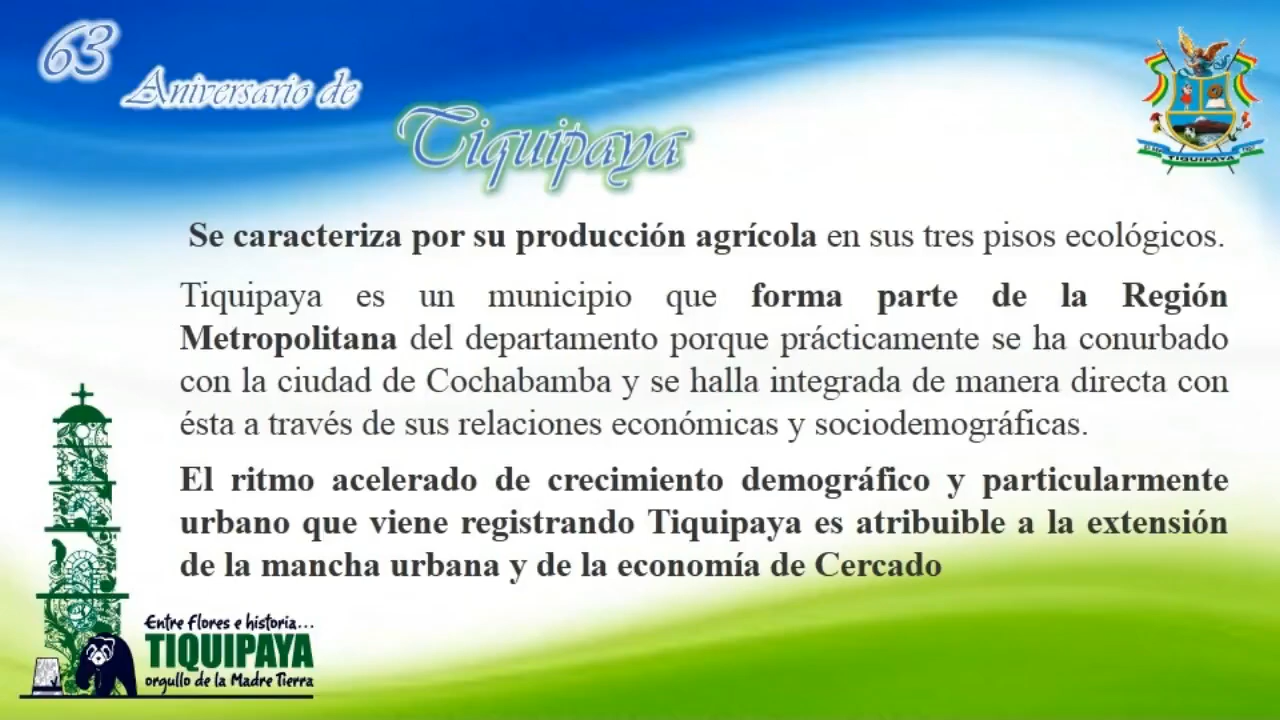 63
Aniversario de
Tiquipaya
TIQUIPAYA
Se caracteriza por su producción agrícola en sus tres pisos ecológicos.
Tiquipaya es un municipio que forma parte de la Región
Metropolitana del departamento porque prácticamente se ha conurbado
con la ciudad de Cochabamba y se halla integrada de manera directa con
ésta a través de sus relaciones económicas y sociodemográficas.
El ritmo acelerado de crecimiento demográfico y particularmente
urbano que viene registrando Tiquipaya es atribuible a la extensión
de la mancha urbana y de la economía de Cercado
Entre flores e historia...
TIQUIPAYA
orgullo de la Madre Tierra